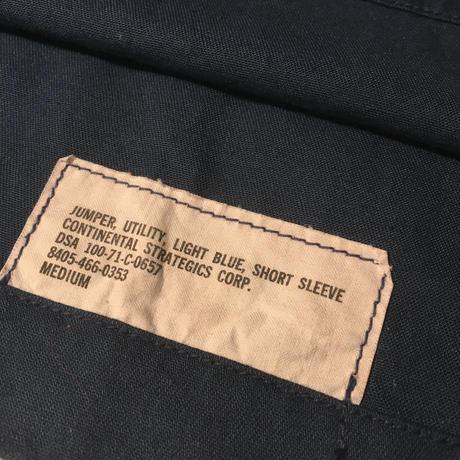 JUMPER, UTILITY, LIGHT BLUE, SHORT SLEEVE
CONTINENTAL STRATEGICS CORP.
DSA 100-71-C-0657
8405-466-0353
MEDIUM